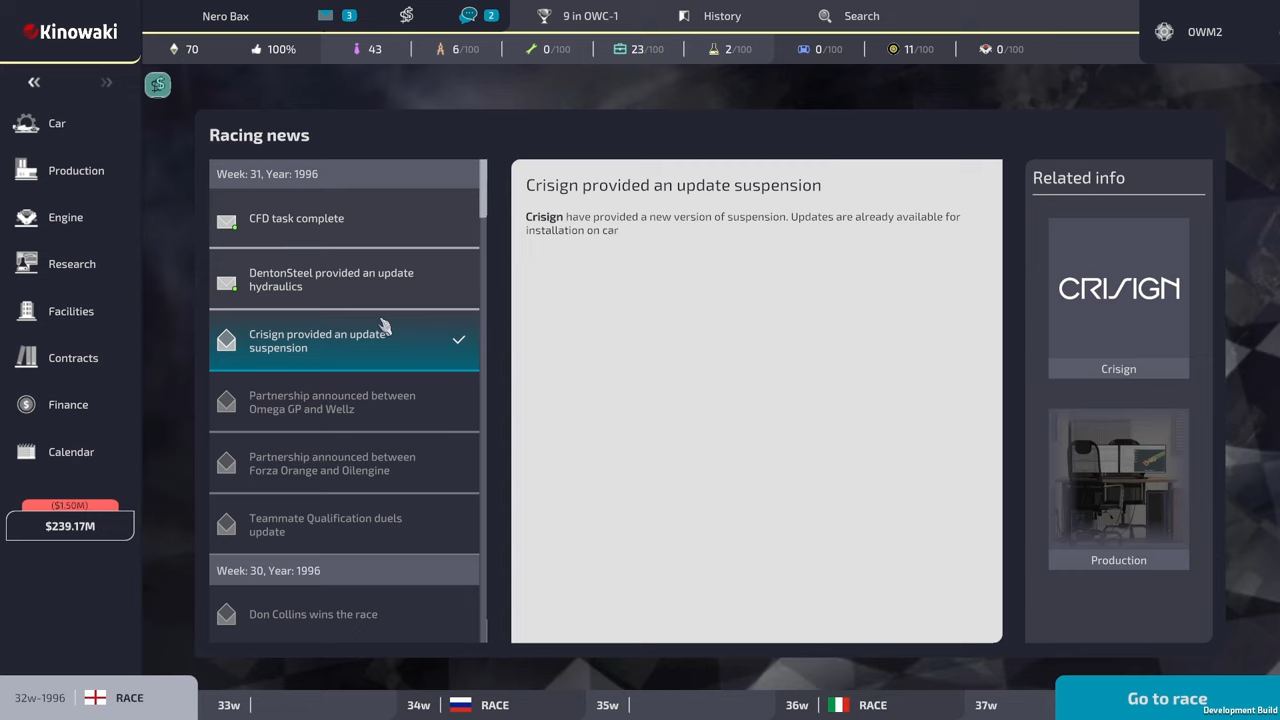 Kinowaki
Nero Bax
3
2
9 in OWC-1
History
Search
OWM2
70
100%
43
6/100
0/100
23/100
2/100
0/100
11/100
0/100
Car
Production
Engine
Research
Facilities
Contracts
Finance
Calendar
($1.50M)
$239.17M
Racing news
Week: 31, Year: 1996
CFD task complete
DentonSteel provided an update
hydraulics
Crisign provided an update
suspension
Partnership announced between
Omega GP and Wellz
Partnership announced between
Forza Orange and Oilengine
Teammate Qualification duels
update
Week: 30, Year: 1996
Don Collins wins the race
Crisign provided an update suspension
Crisign have provided a new version of suspension. Updates are already available for
installation on car
Related info
CRISIGN
Crisign
Production
32w-1996
RACE
33w
34w
RACE
35w
36w
RACE
37w
Go to race
Development Build